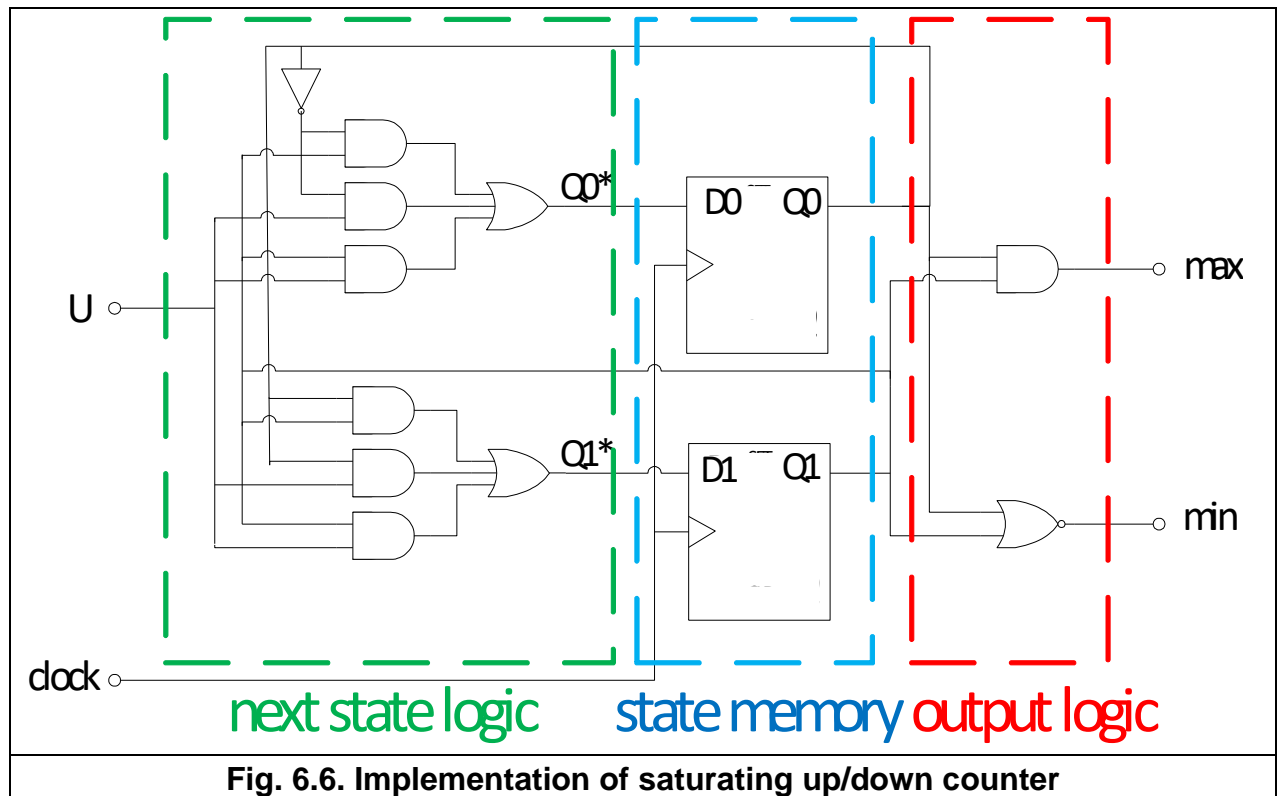 Q0*
D0 Q0
max
U
Q1*
D1 Q1
min
clock
next state logic state memory output logic
Fig. 6.6. Implementation of saturating up/down counter